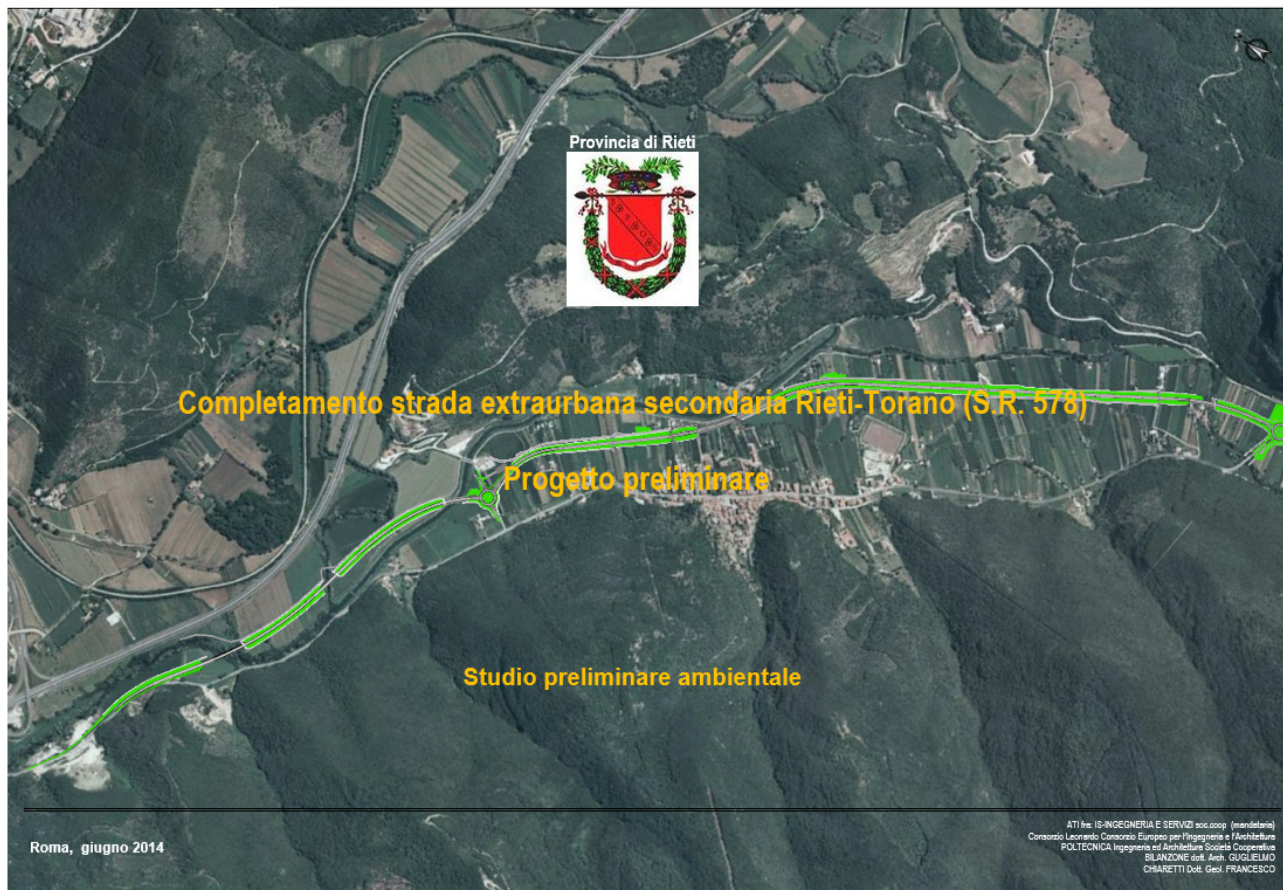 Provincia di Rieti
Completamento strada extraurbana secondaria Rieti-Torano (S.R. 578)
Progetto preliminare
Studio preliminare ambientale
Roma, giugno 2014
ATI fra: IS-INGEGNERIA E SERVIZI soc.coop (mandataria)
Consorzio Leonardo Consorzio Europeo per l'Ingegneria e l'Architettura
POLITECNICA Ingegneria ed Architettura Società Cooperativa
BILANZONE dott. Arch. GUGLIELMO
CHIARETTI Dott. Geol. FRANCESCO